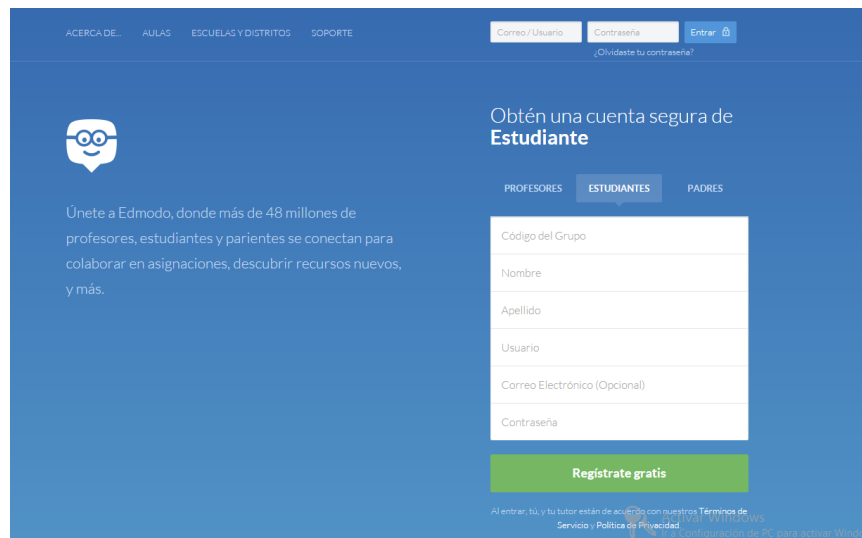 ACERCA DE... AULAS ESCUELAS Y DISTRITOS SOPORTE
Correo / Usuario Contraseña Entrar
¿Olvidaste tu contraseña?
Obtén una cuenta segura de
Estudiante
PROFESORES ESTUDIANTES PADRES
Únete a Edmodo, donde más de 48 millones de
profesores, estudiantes y parientes se conectan para
colaborar en asignaciones, descubrir recursos nuevos,
y más.
Código del Grupo
Nombre
Apellido
Usuario
Correo Electrónico (Opcional)
Contraseña
Regístrate gratis
Al entrar, tú, y tu tutor están de acuerdo con nuestros Términos de
Servicio y Política de Privacidad.
Activar Windows
Ir a Configuración de PC para activar Wind